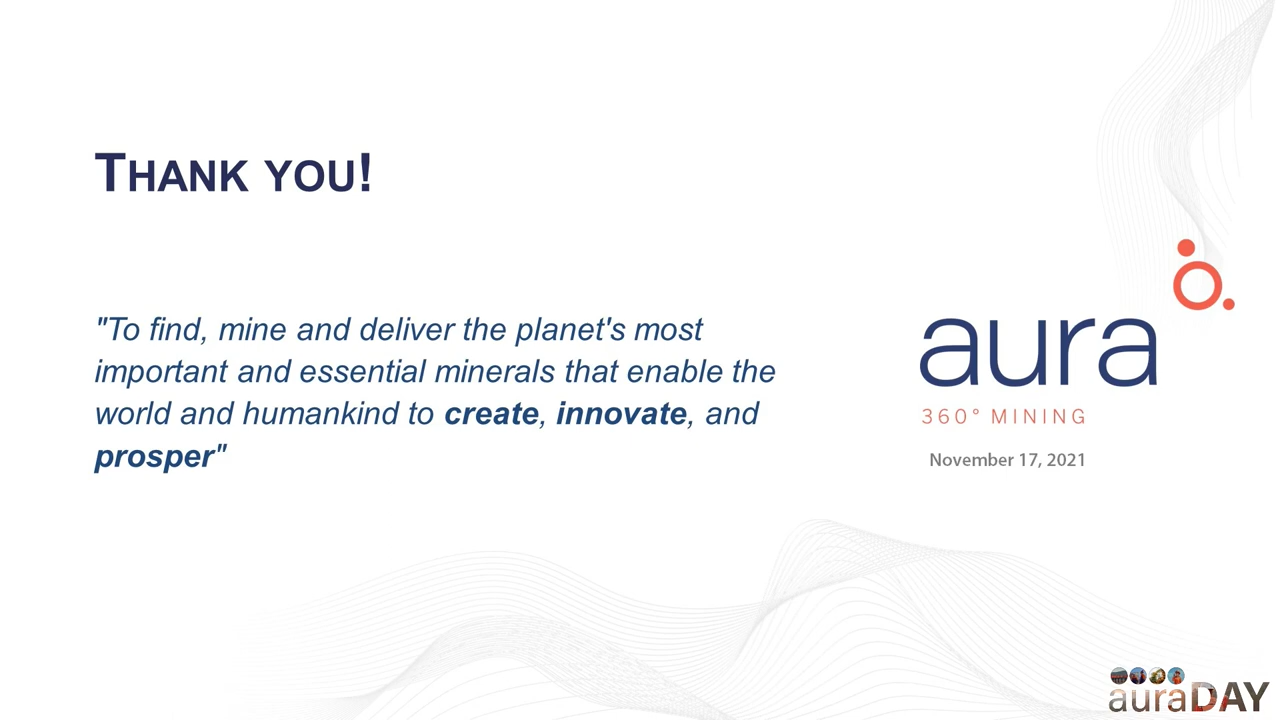 THANK YOU!
"To find, mine and deliver the planet's most
important and essential minerals that enable the
world and humankind to create, innovate, and
prosper"
aura
360° MINING
November 17, 2021
auraDAY